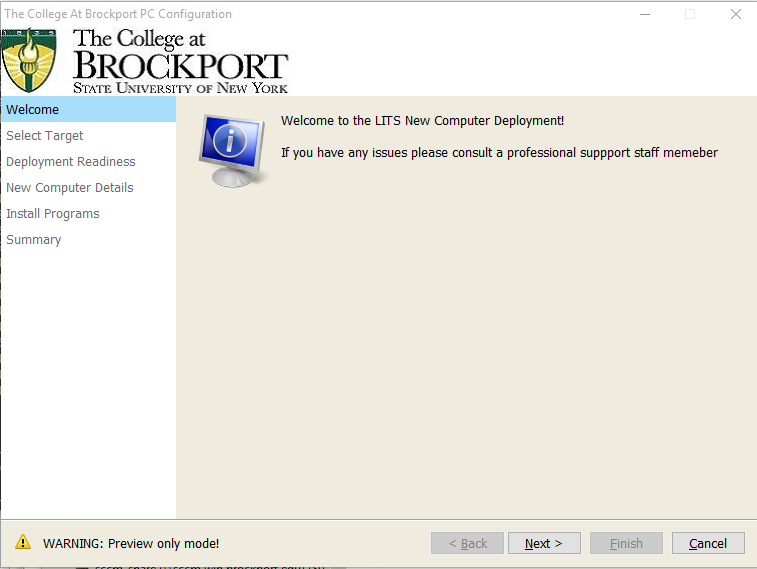 The College At Brockport PC Configuration
1835
The College at
BROCKPORT
STATE UNIVERSITY OF NEW YORK
Welcome
Select Target
Deployment Readiness
New Computer Details
Install Programs
Summary
Welcome to the LITS New Computer Deployment!
If you have any issues please consult a professional suppport staff memeber
WARNING: Preview only mode!
< Back
Next >
Finish
Cancel